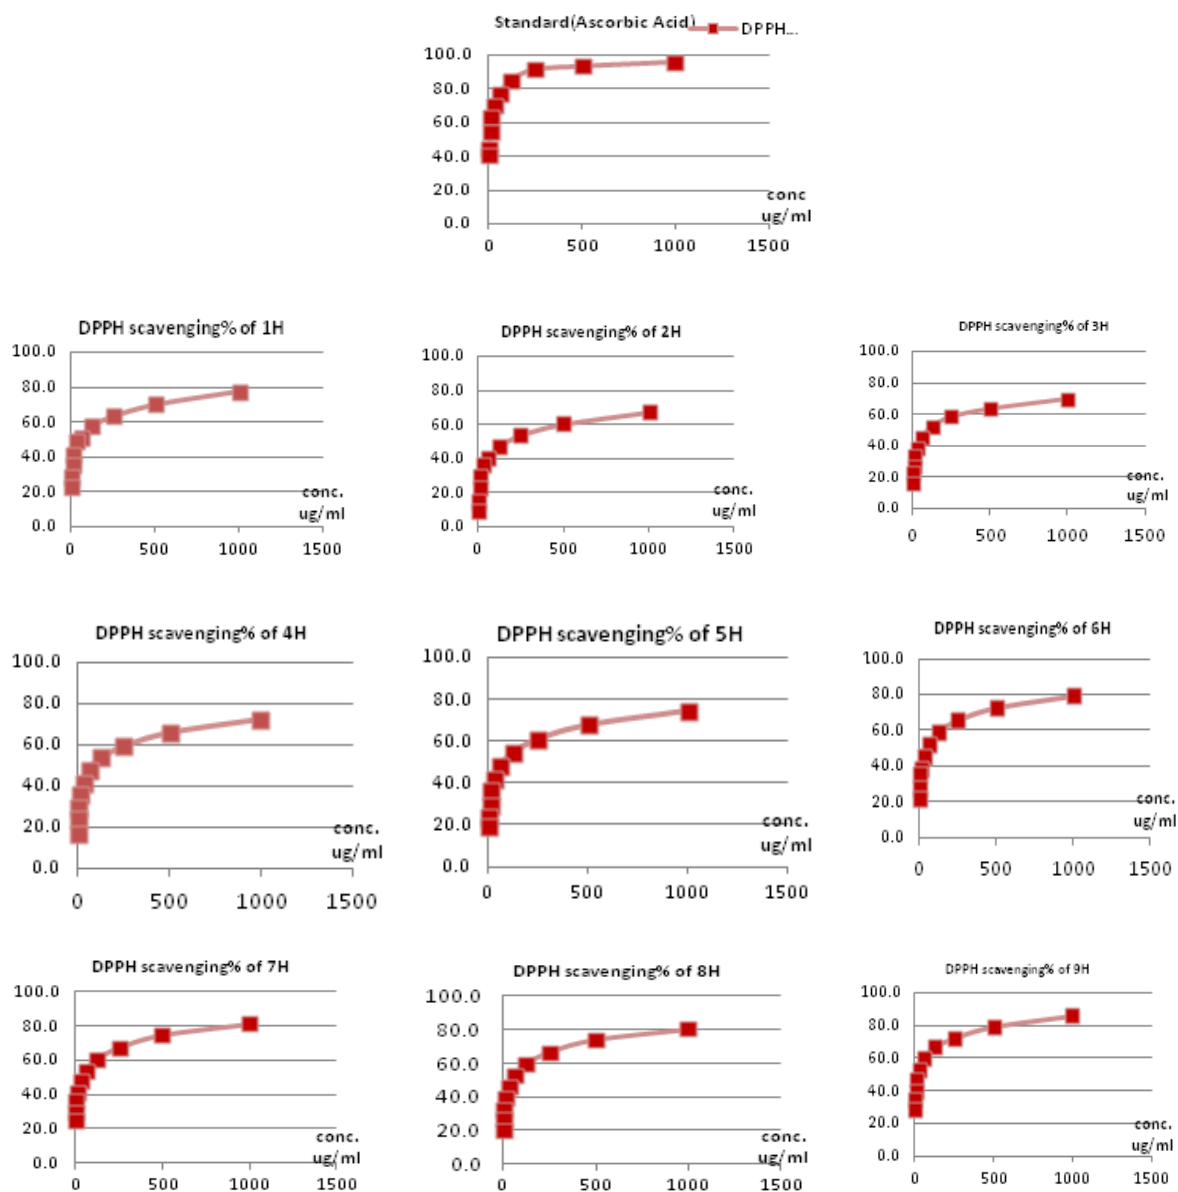 Standard(Ascorbic Acid)
DPPH...
100.0
80.0
60.0
40.0
20.0
0.0
conc
ug/ml
0 500 1000 1500
DPPH scavenging% of 1H
100.0
80.0
60.0
40.0
20.0
0.0
conc.
ug/ml
0 500 1000 1500
DPPH scavenging% of 2H
100.0
80.0
60.0
40.0
20.0
0.0
conc.
ug/ml
0 500 1000 1500
DPPH scavenging% of 3H
100.0
80.0
60.0
40.0
20.0
0.0
conc.
ug/ml
0 500 1000 1500
DPPH scavenging% of 4H
100.0
80.0
60.0
40.0
20.0
0.0
conc.
ug/ml
0 500 1000 1500
DPPH scavenging% of 5H
100.0
80.0
60.0
40.0
20.0
0.0
conc.
ug/ml
0 500 1000 1500
DPPH scavenging% of 6H
100.0
80.0
60.0
40.0
20.0
0.0
conc.
ug/ml
0 500 1000 1500
DPPH scavenging% of 7H
100.0
80.0
60.0
40.0
20.0
0.0
conc.
ug/ml
0 500 1000 1500
DPPH scavenging% of 8H
100.0
80.0
60.0
40.0
20.0
0.0
conc.
ug/ml
0 500 1000 1500
DPPH scavenging% of 9H
100.0
80.0
60.0
40.0
20.0
0.0
conc.
ug/ml
0 500 1000 1500